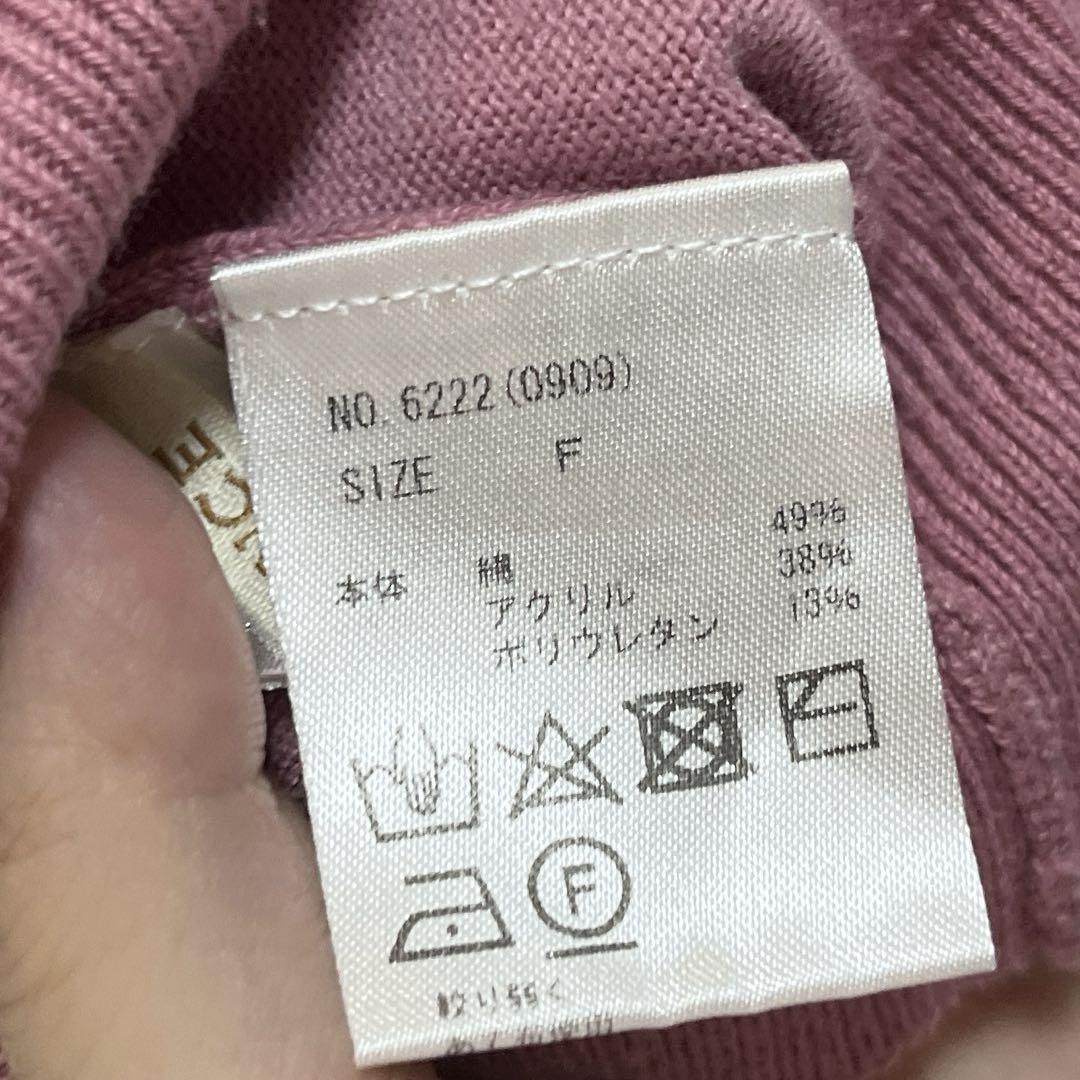 NO. 6222(0909)
SIZE F
本体 綿 49%
アクリル 38%
ポリウレタン 13%
F